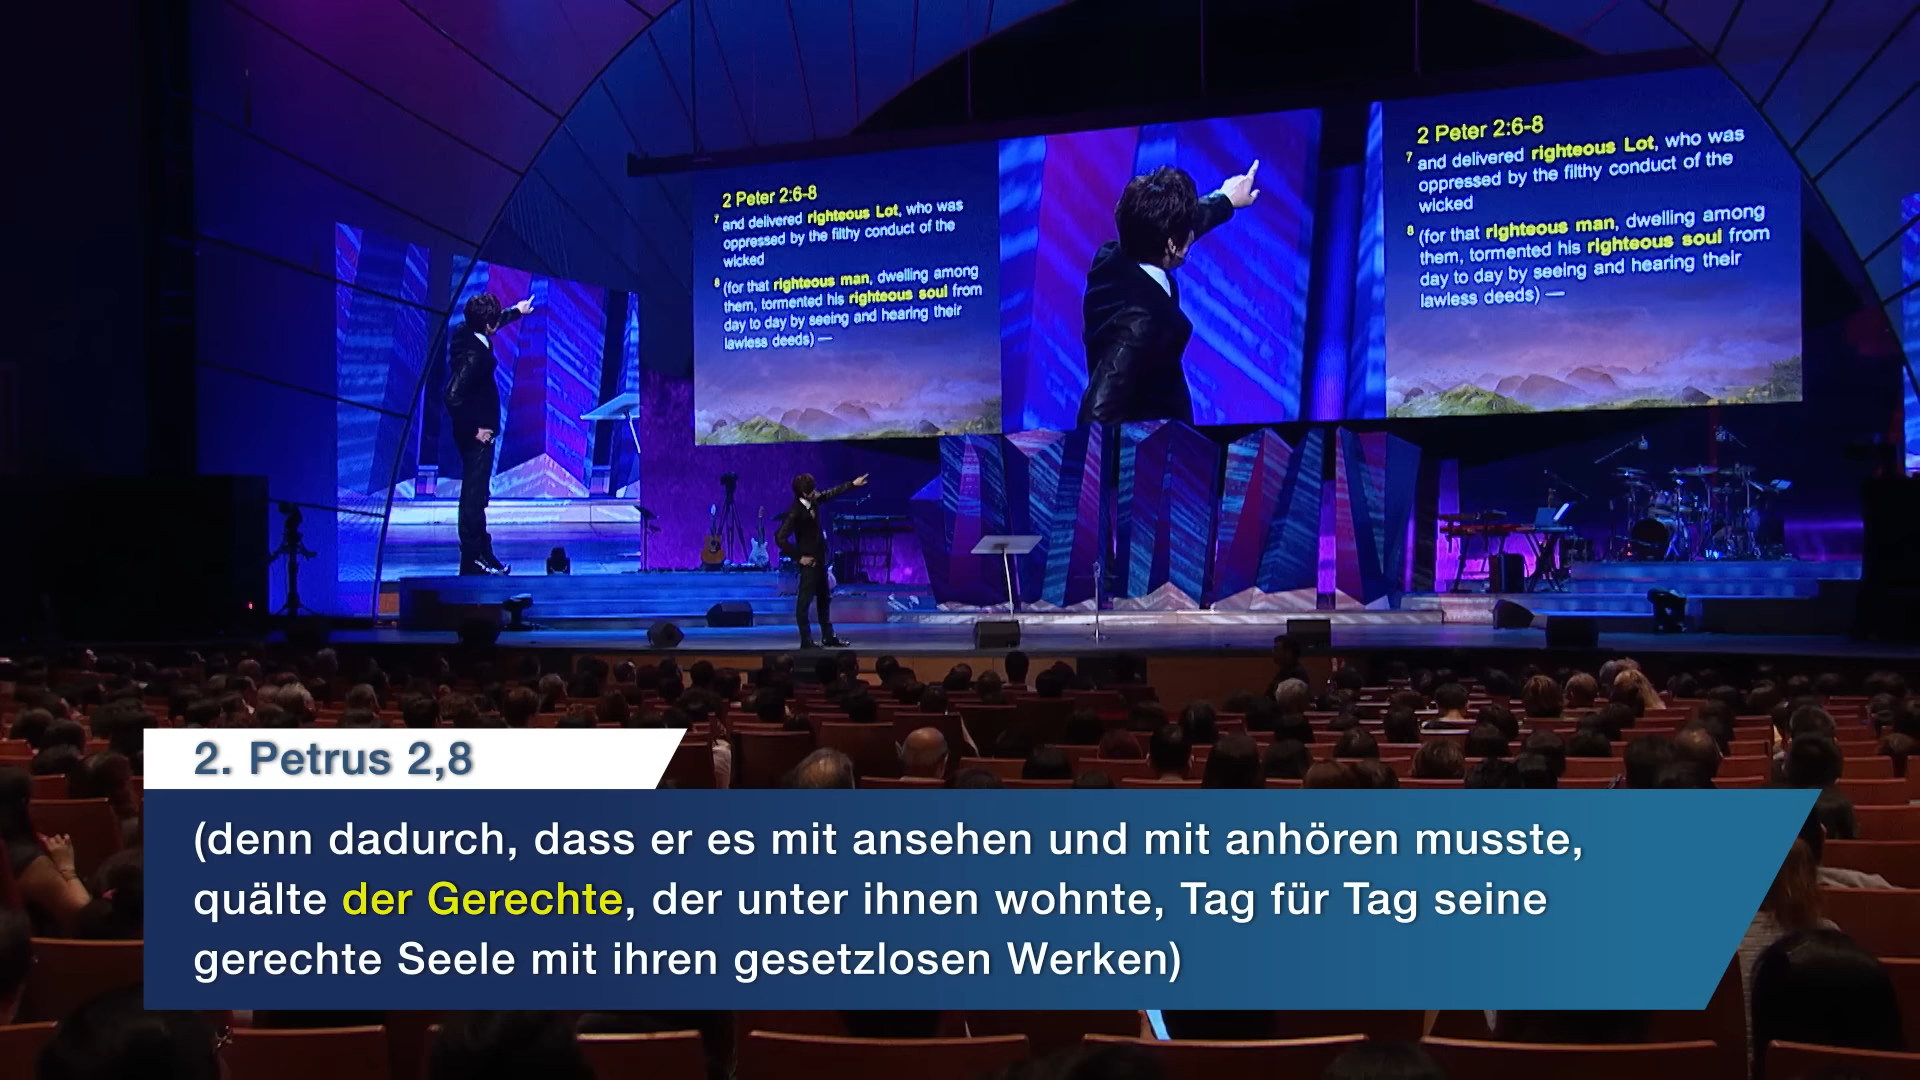 2 Peter 2:6-8
7 and delivered righteous Lot, who was
oppressed by the filthy conduct of the
wicked
8 (for that righteous man, dwelling among
them, tormented his righteous soul from
day to day by seeing and hearing their
lawless deeds) —
2 Peter 2:6-8
7 and delivered righteous Lot, who was
oppressed by the filthy conduct of the
wicked
8 (for that righteous man, dwelling among
them, tormented his righteous soul from
day to day by seeing and hearing their
lawless deeds) —
2. Petrus 2,8
(denn dadurch, dass er es mit ansehen und mit anhören musste,
quälte der Gerechte, der unter ihnen wohnte, Tag für Tag seine
gerechte Seele mit ihren gesetzlosen Werken)